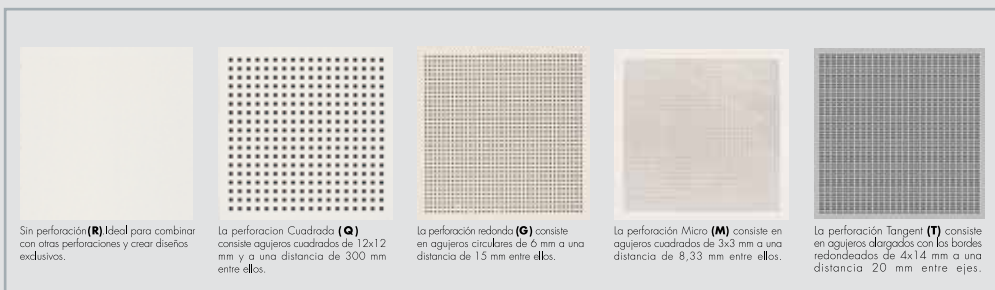 Sin perforación (R). Ideal para combinar
con otras perforaciones y crear diseños
exclusivos.
La perforacion Cuadrada (Q)
consiste agujeros cuadrados de 12x12
mm y a una distancia de 300 mm
entre ellos.
La perforación redonda (G) consiste
en agujeros circulares de 6 mm a una
distancia de 15 mm entre ellos.
La perforación Micro (M) consiste en
agujeros cuadrados de 3x3 mm a una
distancia de 8,33 mm entre ellos.
La perforación Tangent (T) consiste
en agujeros alargados con los bordes
redondeados de 4x14 mm a una
distancia 20 mm entre ejes.